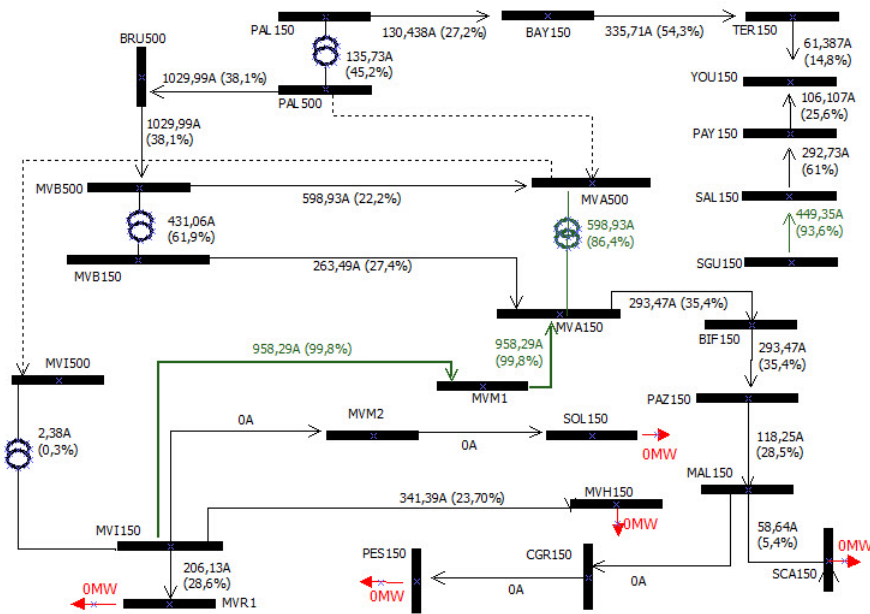 PAL150
130,438A (27,2%)
BAY150
335,71A (54,3%)
TER150
BRU500
135,73A
(45,2%)
61,387A
(14,8%)
1029,99A (38,1%)
PAL500
YOU150
106,107A
(25,6%)
1029,99A
(38,1%)
PAY150
292,73A
(61%)
MVB500
598,93A (22,2%)
MVA500
SAL150
431,06A
(61,9%)
598,93A
(86,4%)
449,35A
(93,6%)
MVB150
263,49A (27,4%)
SGU150
MVA150
293,47A (35,4%)
BIF150
958,29A (99,8%)
958,29A
(99,8%)
293,47A
(35,4%)
MVI500
MVM1
PAZ150
0A
MVM2
SOL150
2,38A
(0,3%)
0A
0MW
118,25A
(28,5%)
MAL150
341,39A (23,70%)
MVH150
0MW
58,64A
(5,4%)
MVI150
206,13A
(28,6%)
PES150
CGR150
0MW
SCA150
0MW
0A
0A
0MW
MVR1